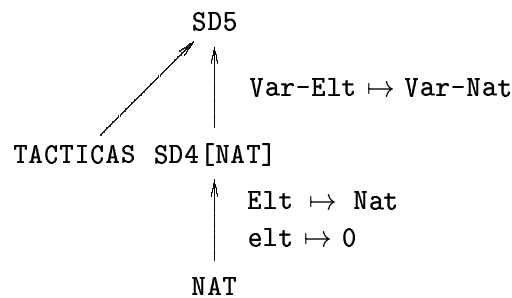 SD5
Var-Elt ↦ Var-Nat
TACTICAS SD4[NAT]
Elt ↦ Nat
elt ↦ 0
NAT